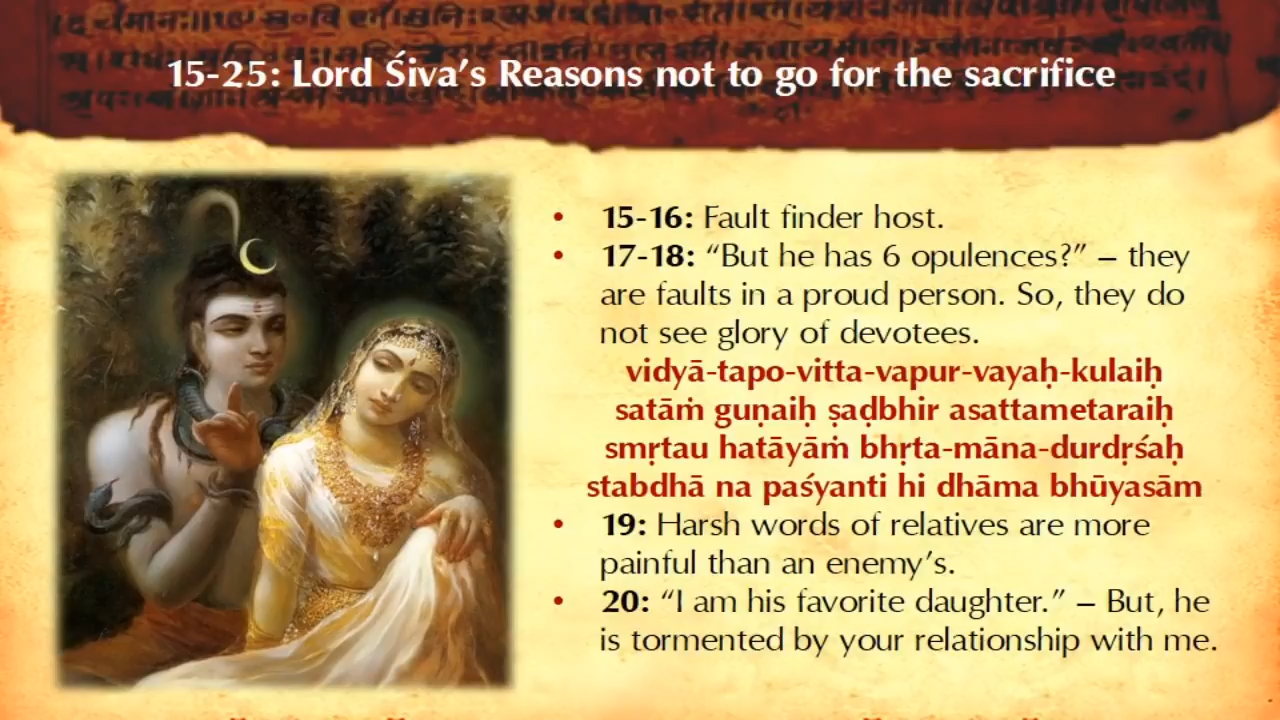 15-25: Lord Śiva's Reasons not to go for the sacrifice
• 15-16: Fault finder host.
• 17-18: “But he has 6 opulences?” – they
are faults in a proud person. So, they do
not see glory of devotees.
vidyā-tapo-vitta-vapur-vayaḥ-kulaiḥ
satāṁ guṇaiḥ ṣaḍbhir asattametaraiḥ
smṛtau hatāyāṁ bhṛta-māna-durdṛśaḥ
stabdhā na paśyanti hi dhāma bhūyasām
• 19: Harsh words of relatives are more
painful than an enemy's.
• 20: “I am his favorite daughter.” – But, he
is tormented by your relationship with me.